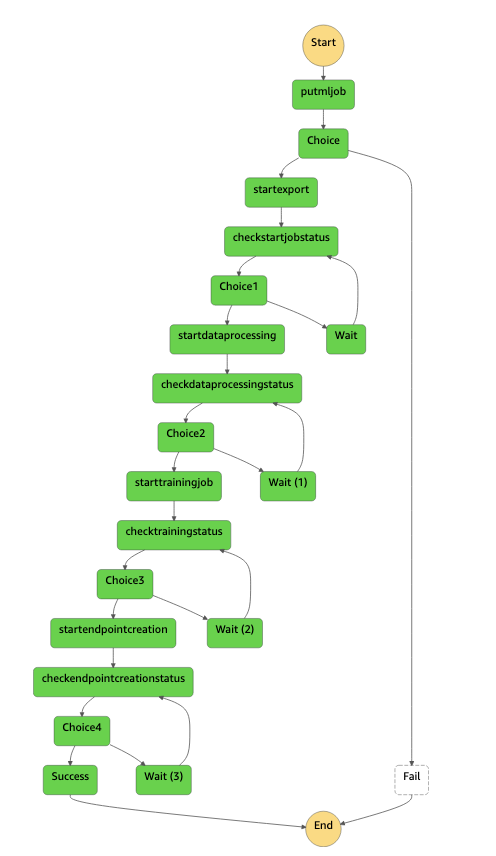 Start
putmljob
Choice
startexport
checkstartjobstatus
Choice1
startdataprocessing
Wait
checkdataprocessingstatus
Choice2
starttrainingjob
Wait (1)
checktrainingstatus
Choice3
startendpointcreation
Wait (2)
checkendpointcreationstatus
Choice4
Success
Wait (3)
Fail
End